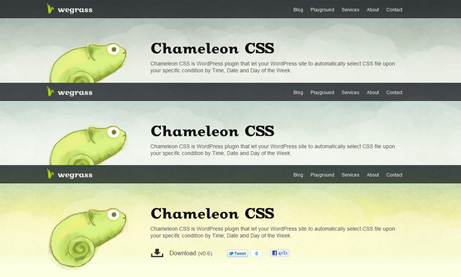 wegrass Blog Playground Services About Contact
Chameleon CSS
Chameleon CSS is WordPress plugin that let your WordPress site to automatically select CSS file upon
your specific condition by Time, Date and Day of the Week.
wegrass Blog Playground Services About Contact
Chameleon CSS
Chameleon CSS is WordPress plugin that let your WordPress site to automatically select CSS file upon
your specific condition by Time, Date and Day of the Week.
wegrass Blog Playground Services About Contact
Chameleon CSS
Chameleon CSS is WordPress plugin that let your WordPress site to automatically select CSS file upon
your specific condition by Time, Date and Day of the Week.
Download (v0.6) Tweet 6